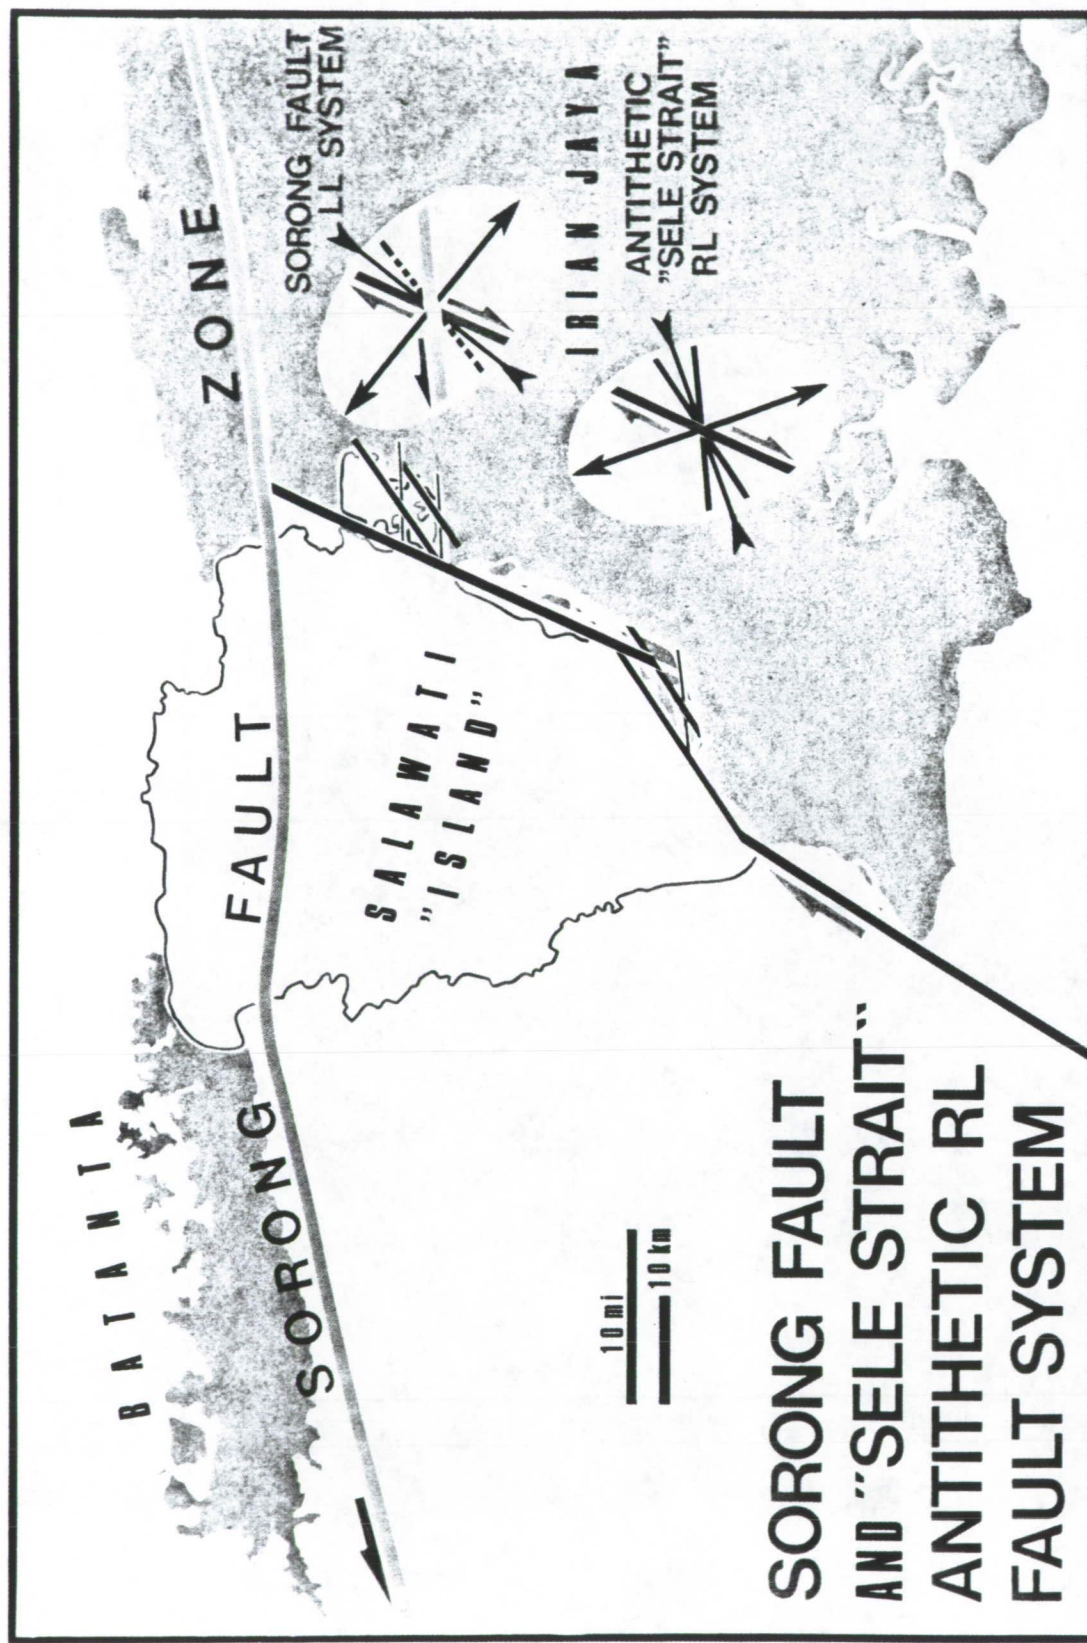 BATANTA
SORONG FAULT ZONE
SALAWATI
"ISLAND"
SORONG FAULT
LL SYSTEM
IRIAN JAYA
ANTITHETIC
"SELE STRAIT"
RL SYSTEM
10 mi
10 km
SORONG FAULT
AND "SELE STRAIT"
ANTITHETIC RL
FAULT SYSTEM